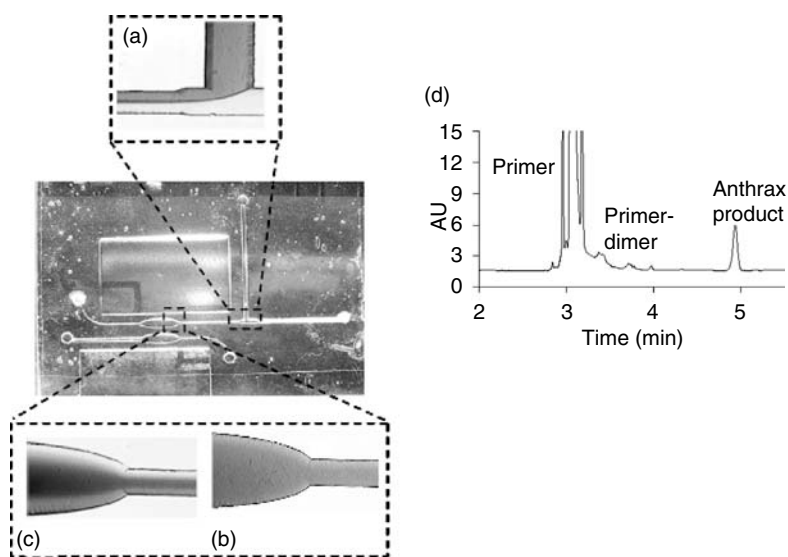 (a)
(c)
(b)
(d)
15
12
9
6
3
0
AU
Primer
Primer-
dimer
Anthrax
product
2
3
4
5
Time (min)